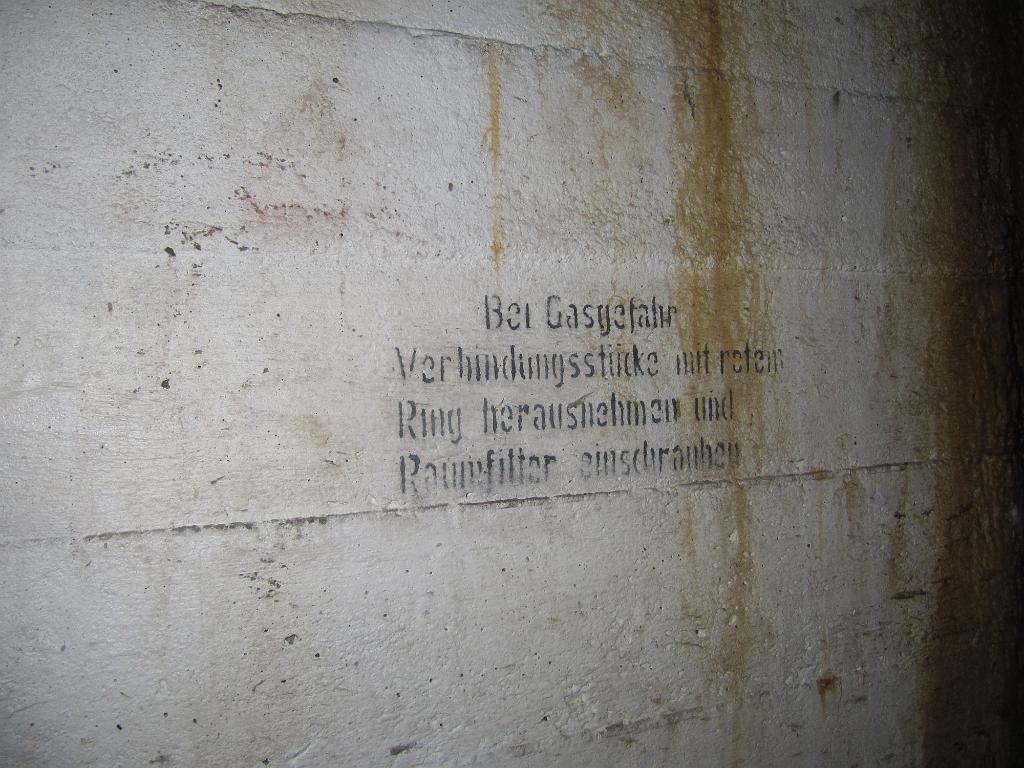 Bei Gasgefahr
Verbindungsstücke mit rotem
Ring herausnehmen und
Raumfilter einschrauben